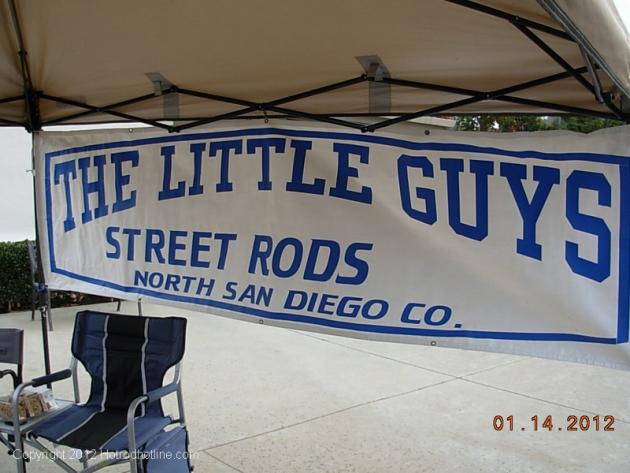 THE LITTLE GUYS
STREET RODS
NORTH SAN DIEGO CO.
01.14.2012
Copyright 2012 Hotrodhotline.com